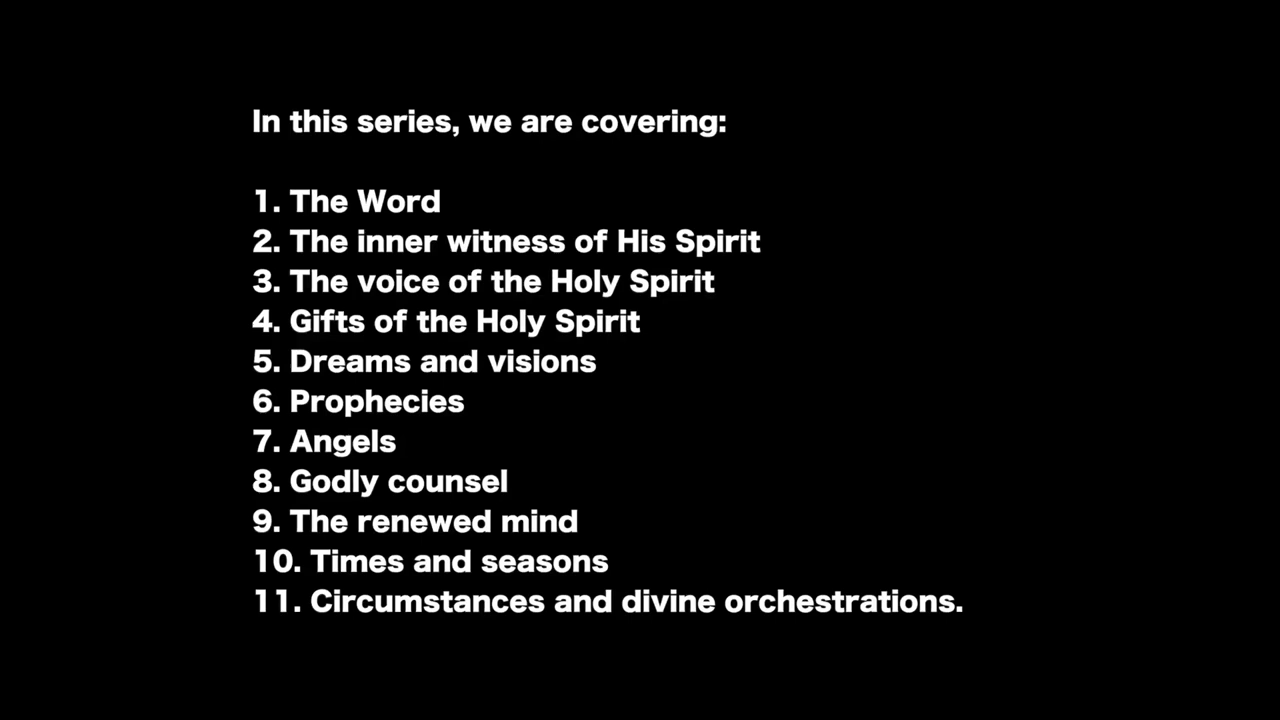 In this series, we are covering:
1. The Word
2. The inner witness of His Spirit
3. The voice of the Holy Spirit
4. Gifts of the Holy Spirit
5. Dreams and visions
6. Prophecies
7. Angels
8. Godly counsel
9. The renewed mind
10. Times and seasons
11. Circumstances and divine orchestrations.